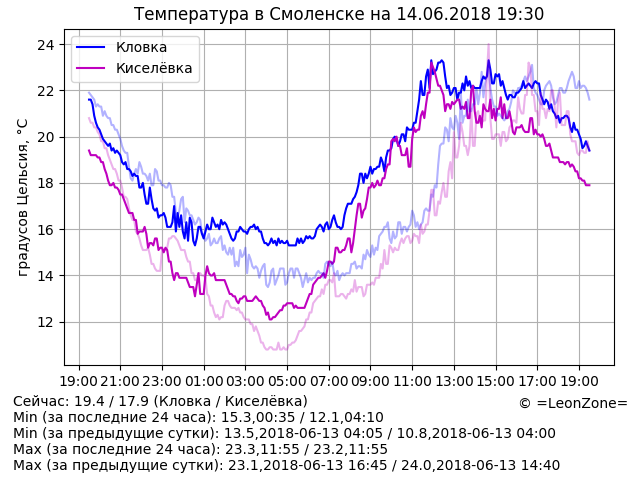 Температура в Смоленске на 14.06.2018 19:30
Кловка
Киселёвка
градусов Цельсия, °C
24
22
20
18
16
14
12
19:00 21:00 23:00 01:00 03:00 05:00 07:00 09:00 11:00 13:00 15:00 17:00 19:00
Сейчас: 19.4 / 17.9 (Кловка / Киселёвка)
© =LeonZone=
Min (за последние 24 часа): 15.3,00:35 / 12.1,04:10
Min (за предыдущие сутки): 13.5,2018-06-13 04:05 / 10.8,2018-06-13 04:00
Max (за последние 24 часа): 23.3,11:55 / 23.2,11:55
Max (за предыдущие сутки): 23.1,2018-06-13 16:45 / 24.0,2018-06-13 14:40